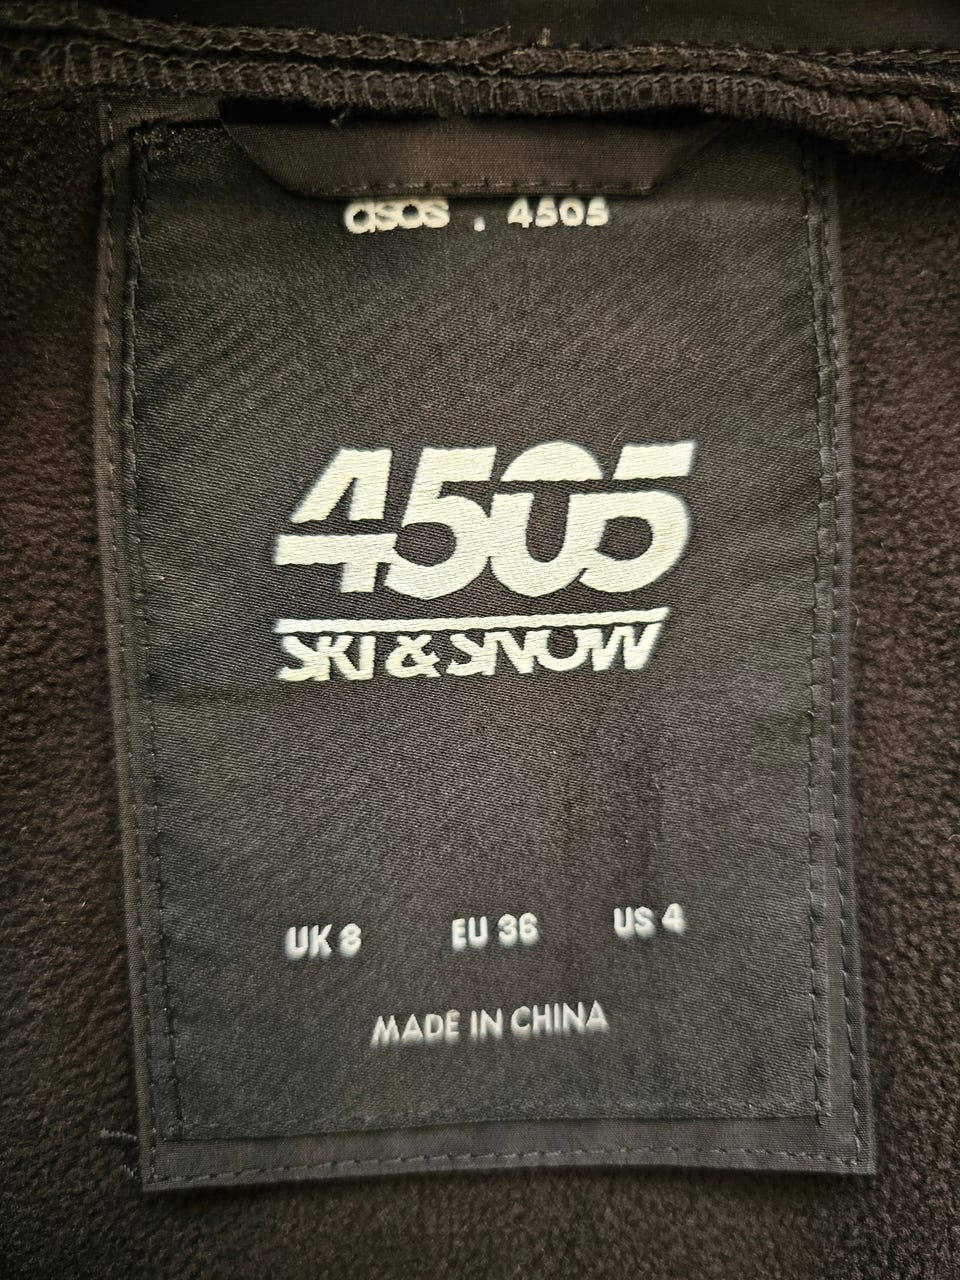 asos . 4505
4505
SKI & SNOW
UK 8 EU 36 US 4
MADE IN CHINA